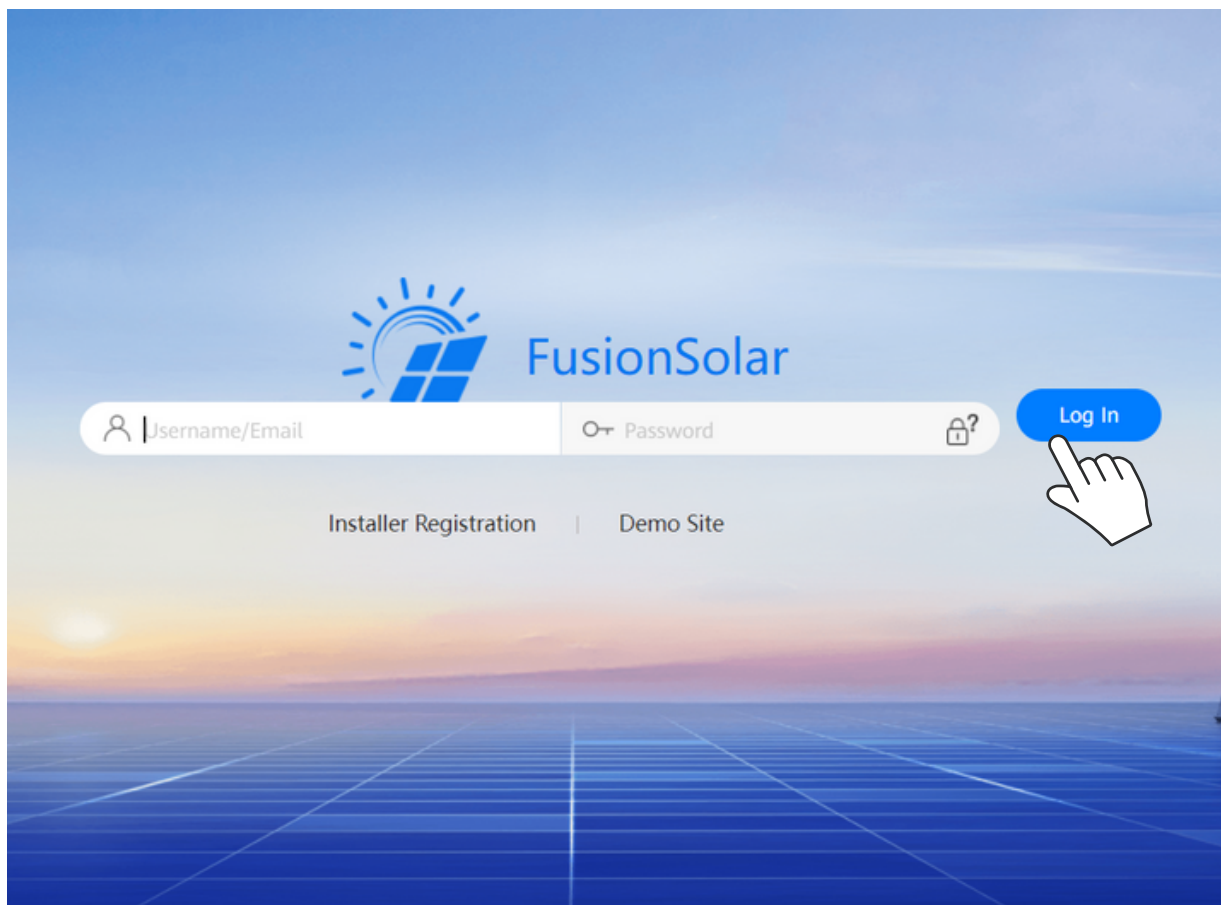 FusionSolar
Username/Email
Password
Log In
Installer Registration | Demo Site